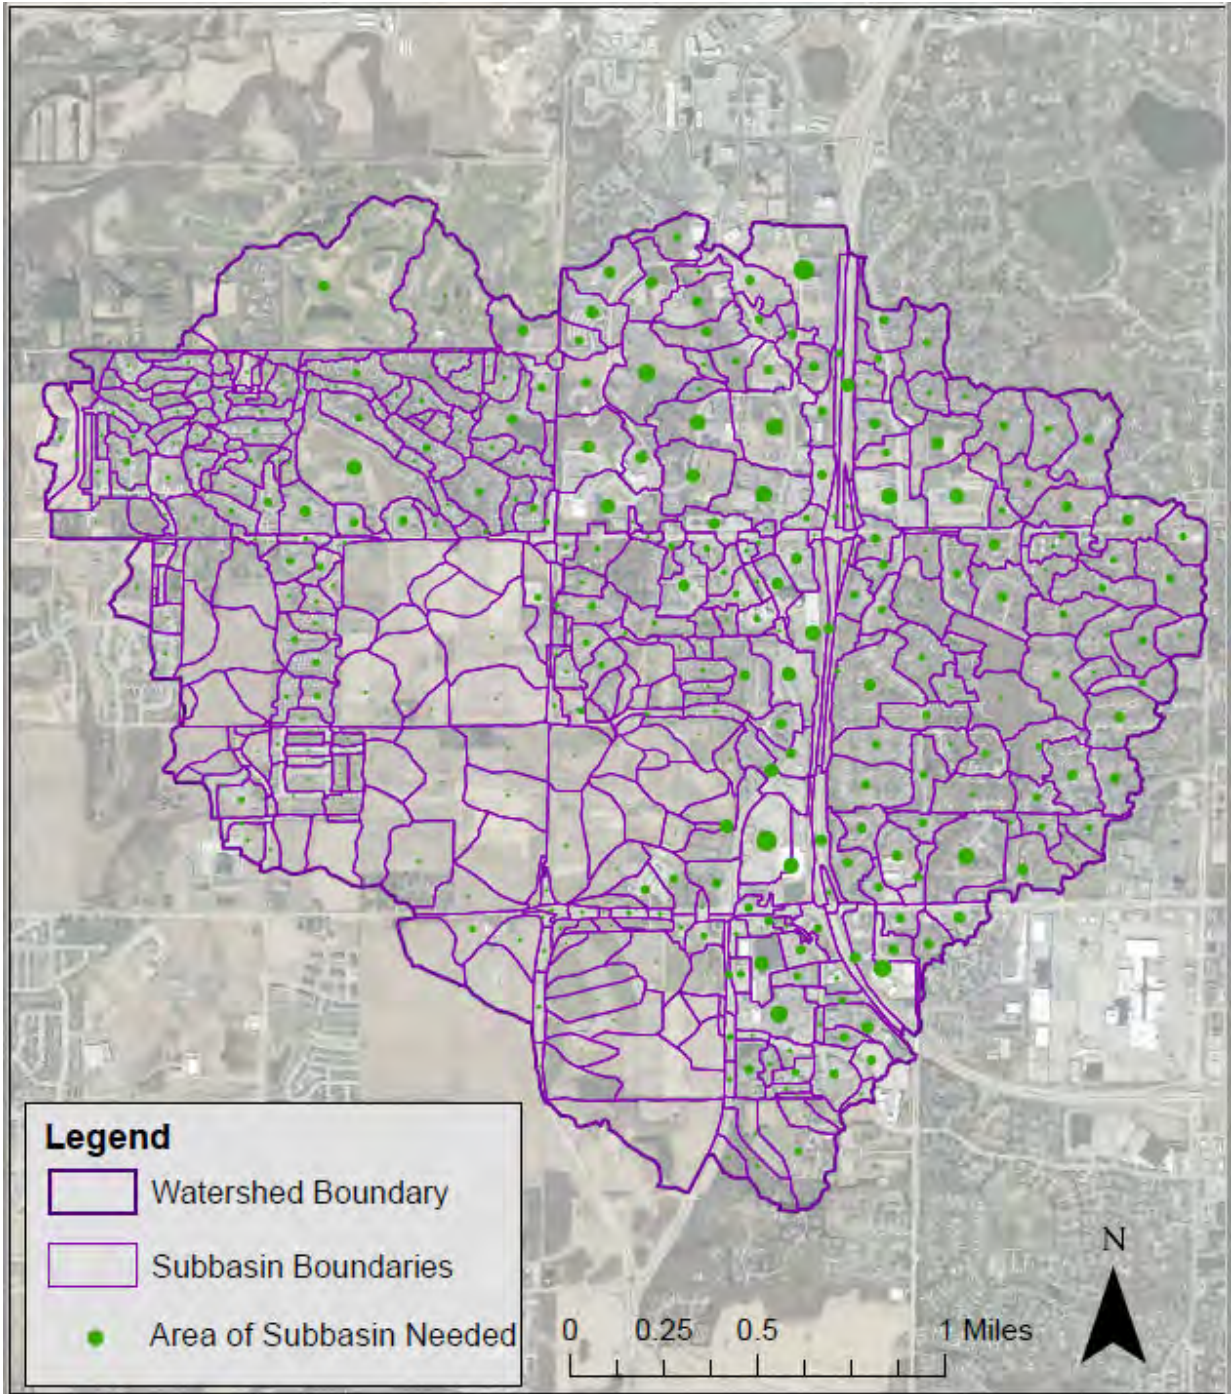 Legend
Watershed Boundary
Subbasin Boundaries
Area of Subbasin Needed
0 0.25 0.5 1 Miles
N